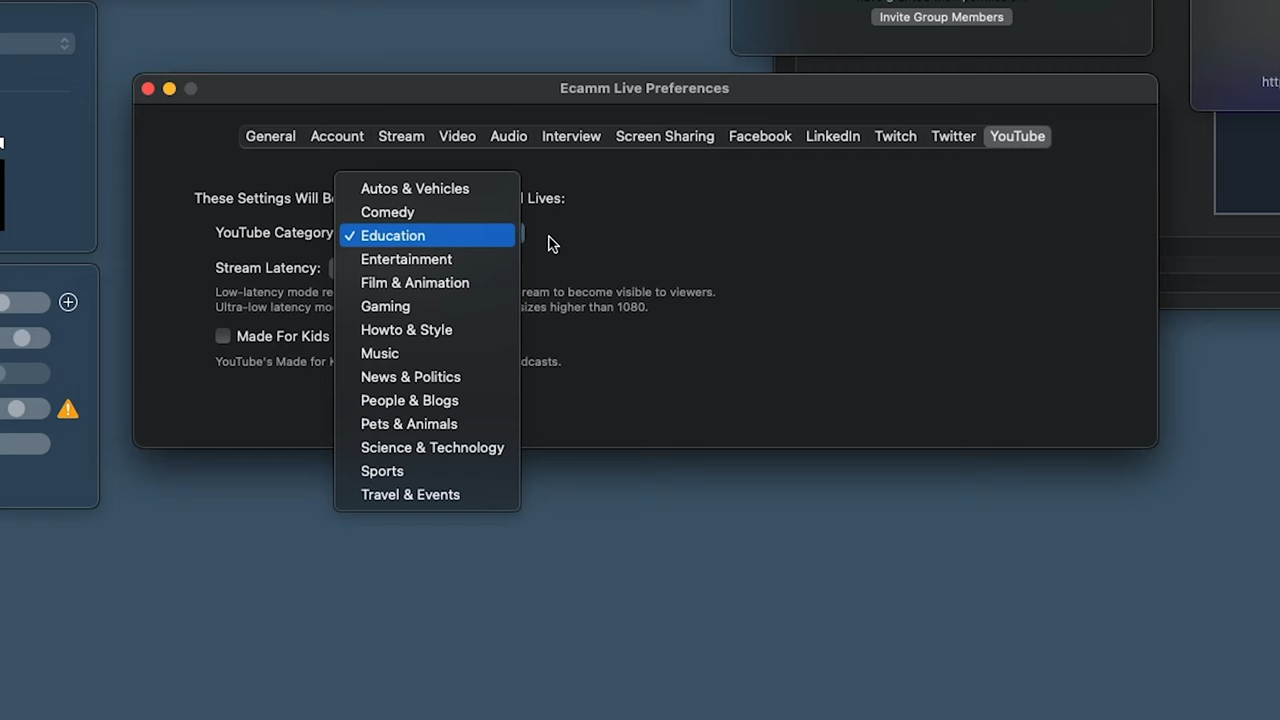 Invite Group Members
htt
Ecamm Live Preferences
General Account Stream Video Audio Interview Screen Sharing Facebook LinkedIn Twitch Twitter YouTube
These Settings Will B Lives:
YouTube Category
Stream Latency:
Low-latency mode re ream to become visible to viewers.
Ultra-low latency mo sizes higher than 1080.
Made For Kids
YouTube's Made for dcasts.
Autos & Vehicles
Comedy
✓ Education
Entertainment
Film & Animation
Gaming
Howto & Style
Music
News & Politics
People & Blogs
Pets & Animals
Science & Technology
Sports
Travel & Events